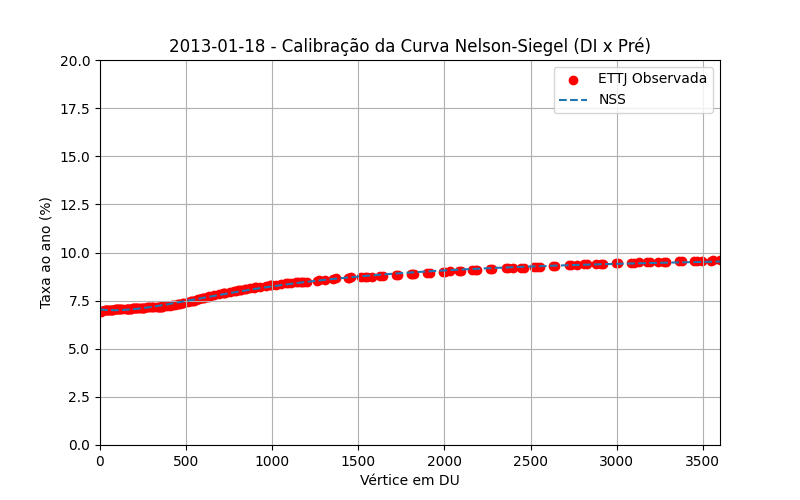 2013-01-18 - Calibração da Curva Nelson-Siegel (DI x Pré)
20.0
17.5
15.0
12.5
10.0
7.5
5.0
2.5
0.0
Taxa ao ano (%)
ETTJ Observada
NSS
0 500 1000 1500 2000 2500 3000 3500
Vértice em DU